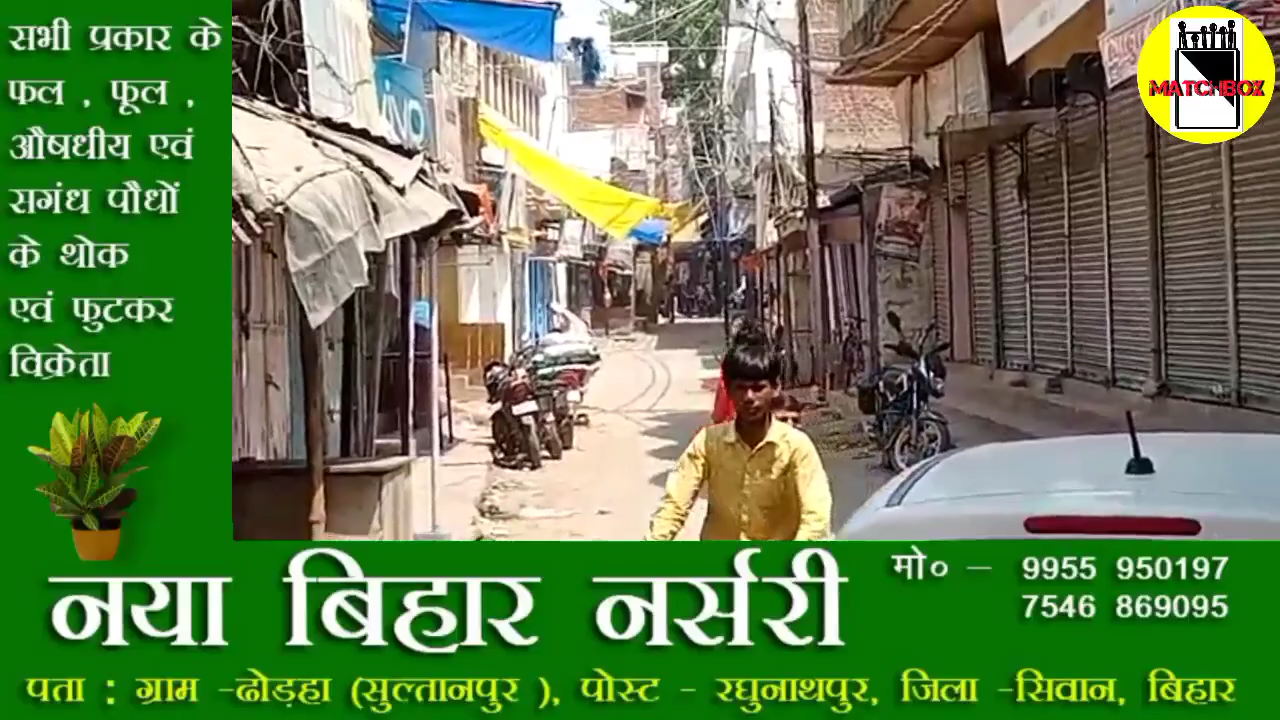 सभी प्रकार के
फल , फूल ,
औषधीय एवं
सगंध पौधों
के थोक
एवं फुटकर
विक्रेता
MATCHBOX
नया बिहार नर्सरी
मो० – 9955 950197
7546 869095
पता : ग्राम -ढोड़हा (सुल्तानपुर ), पोस्ट - रघुनाथपुर, जिला -सिवान, बिहार